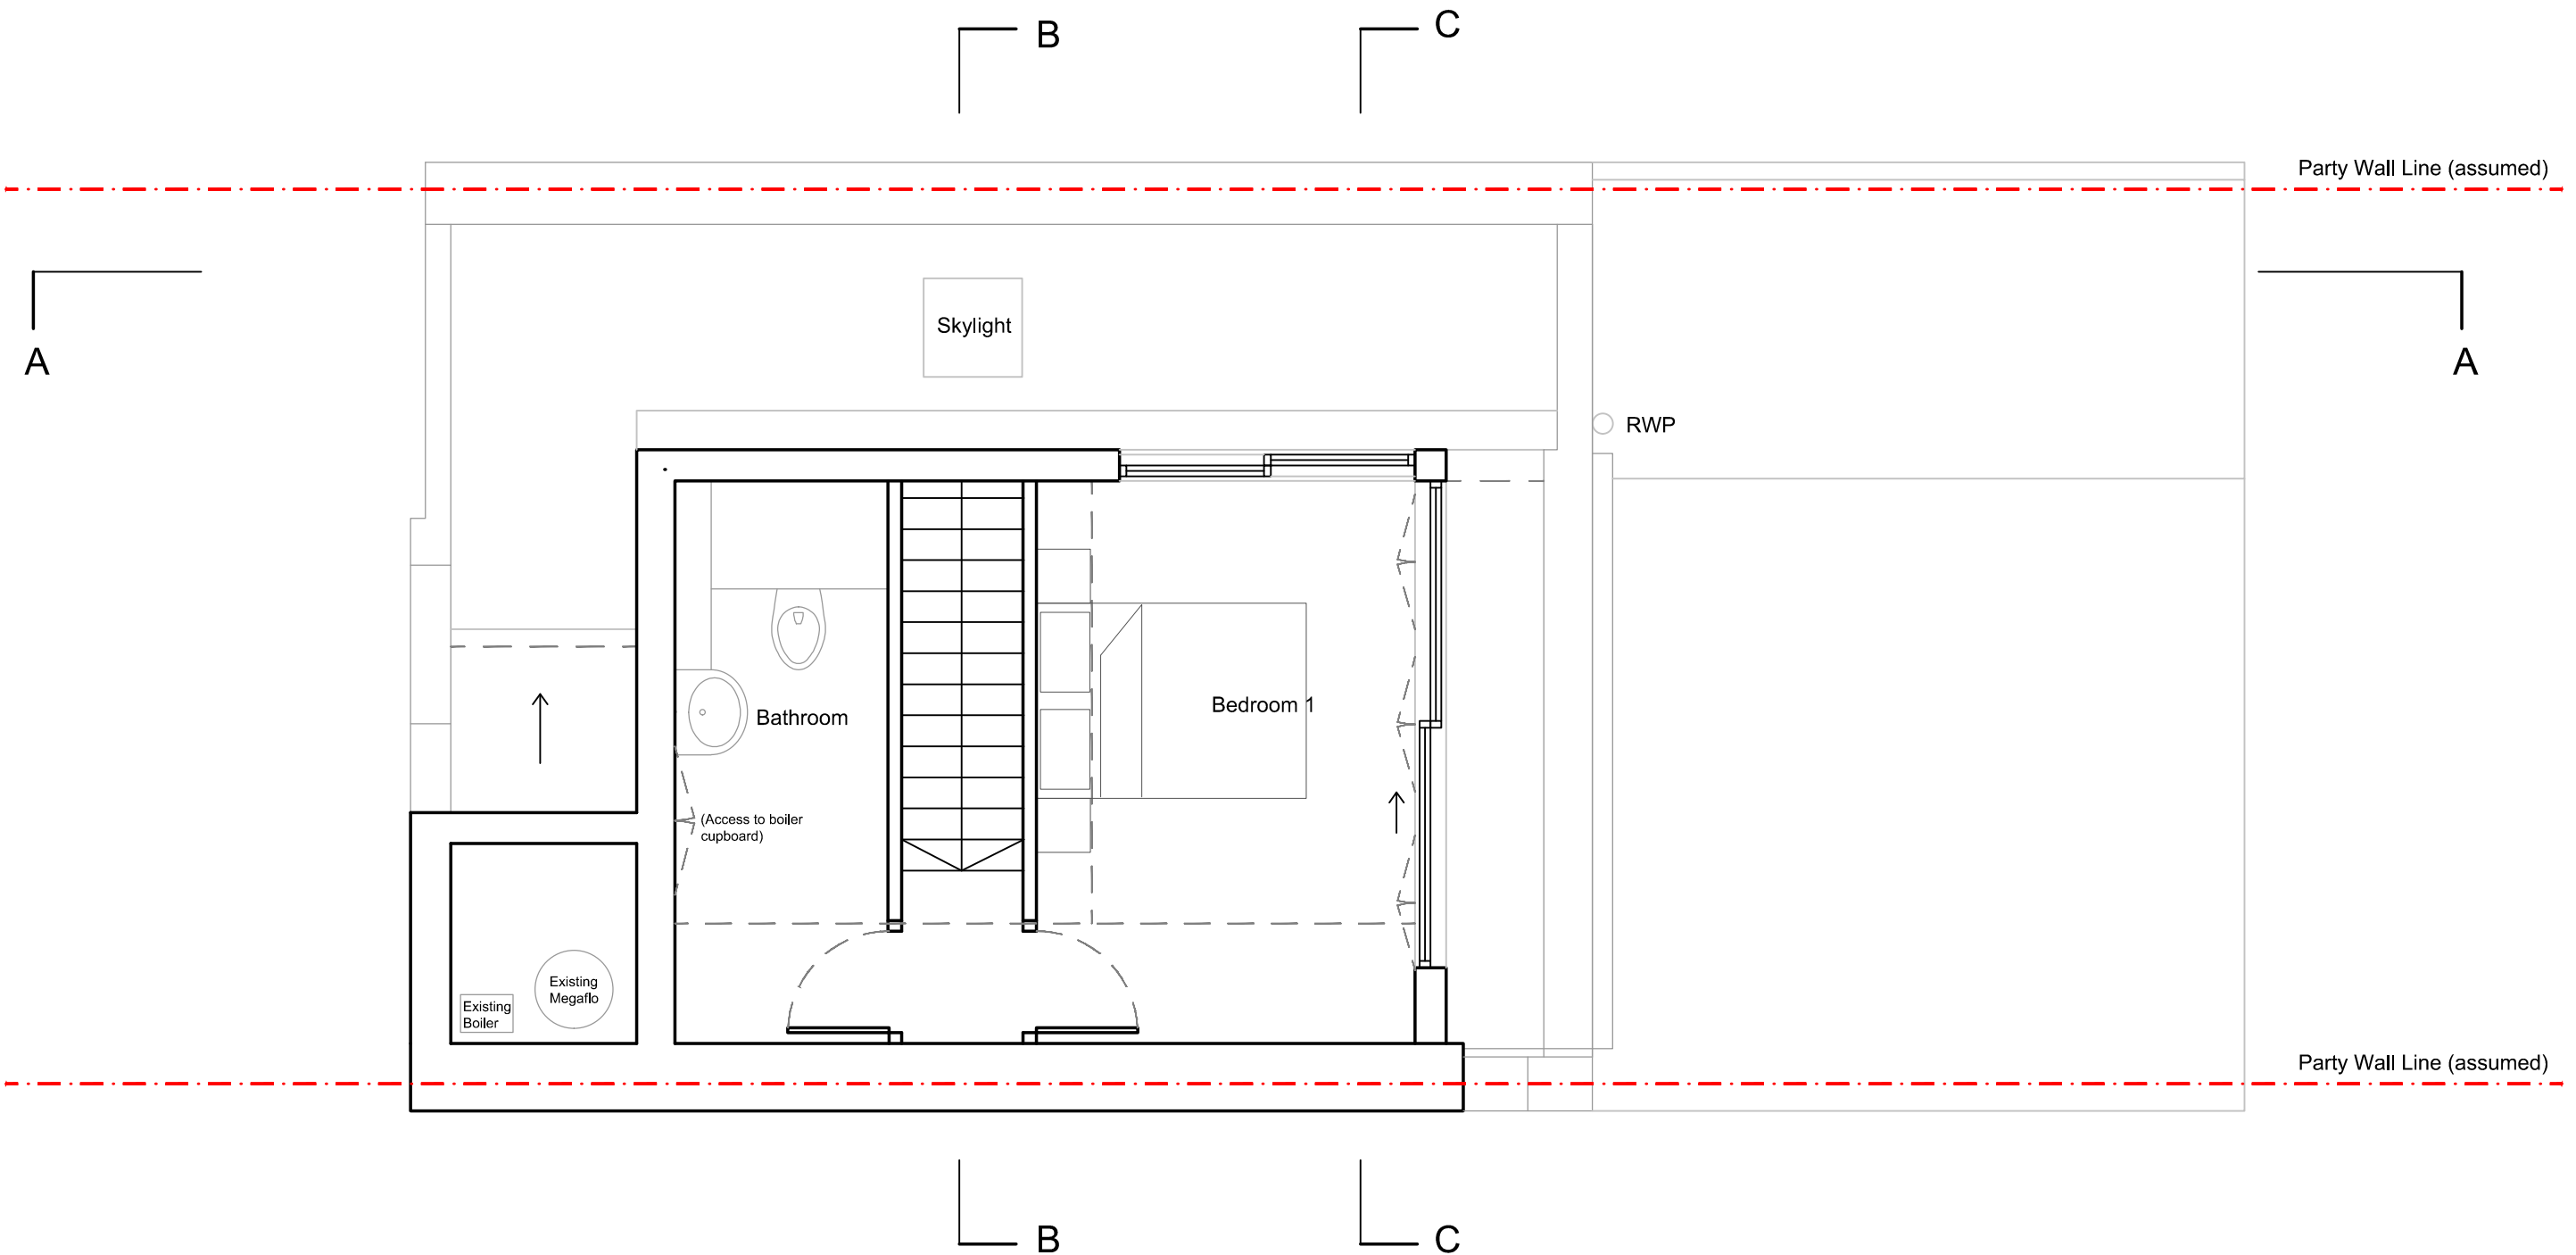 B
C
Party Wall Line (assumed)
A
Skylight
A
RWP
Bedroom 1
Bathroom
(Access to boiler
cupboard)
Existing
Megaflo
Existing
Boiler
Party Wall Line (assumed)
B
C